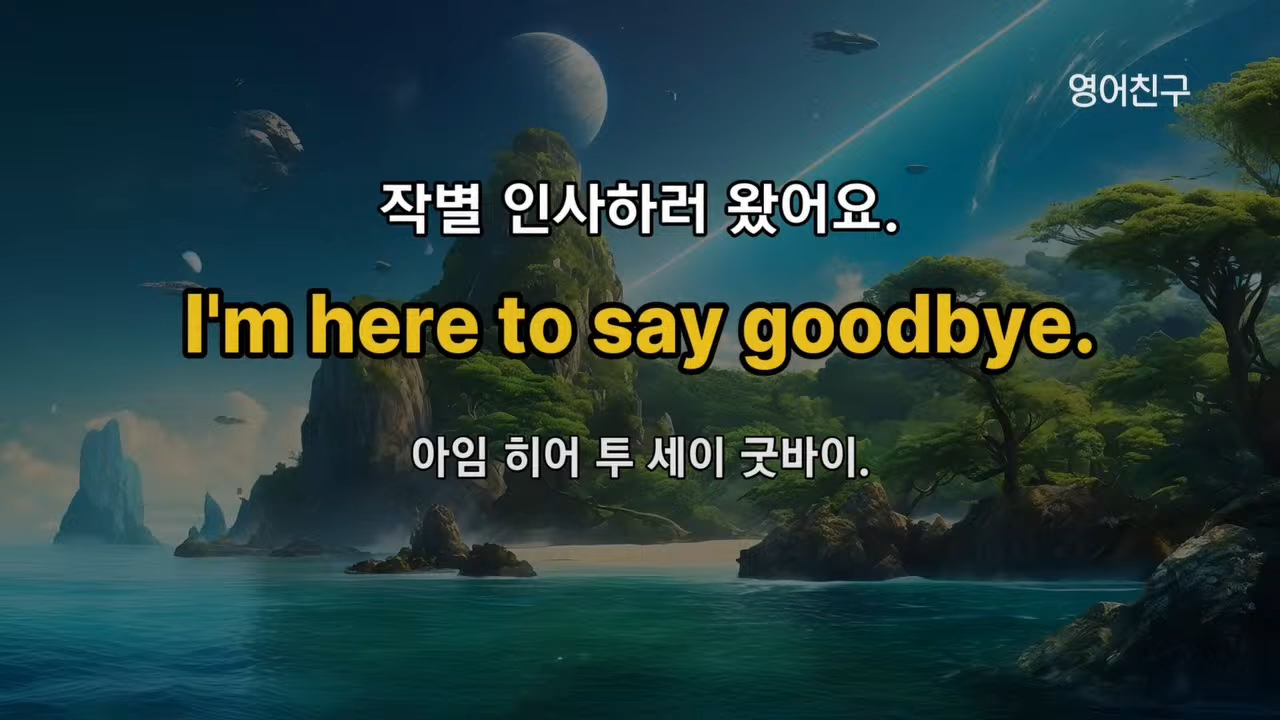 영어친구
작별 인사하러 왔어요.
I'm here to say goodbye.
아임 히어 투 세이 굿바이.